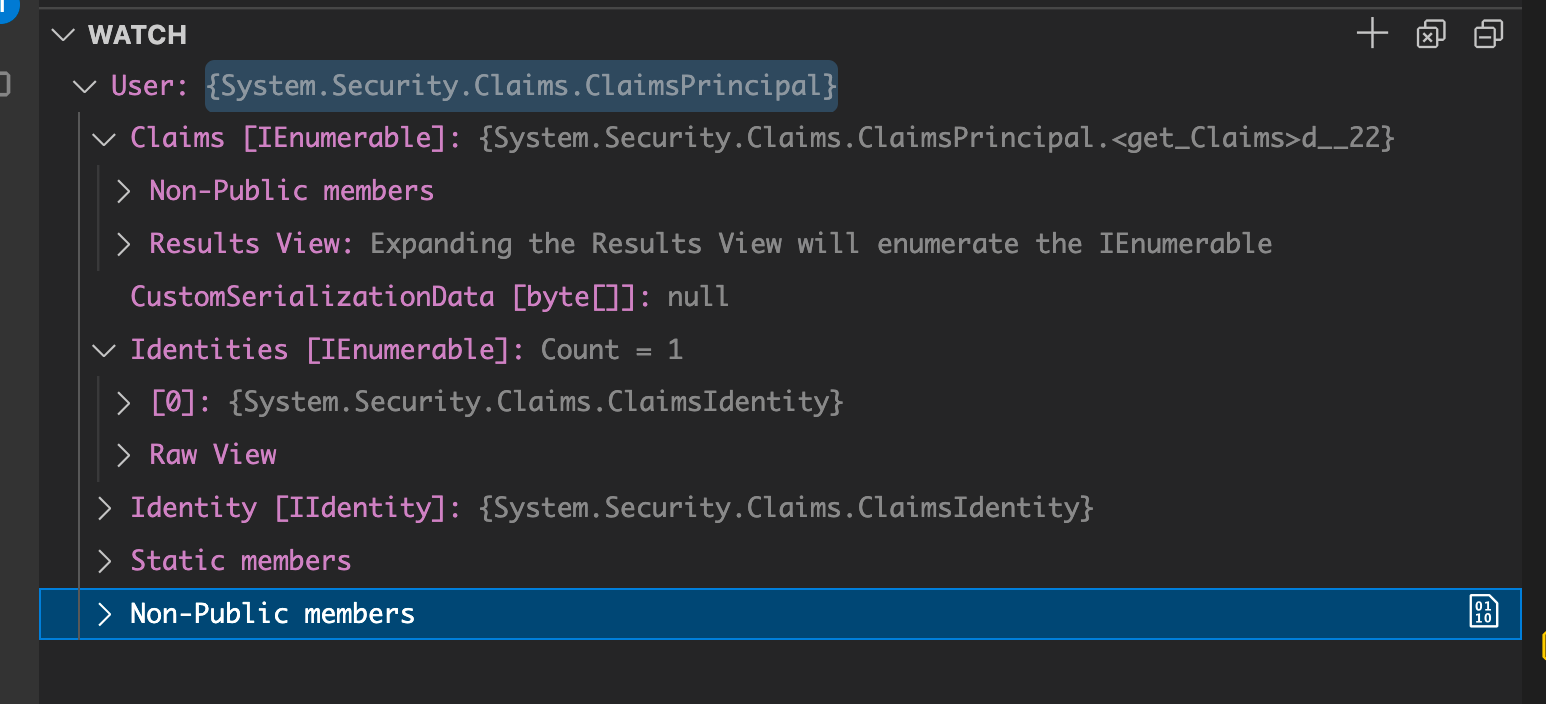 WATCH
User: {System.Security.Claims.ClaimsPrincipal}
Claims [IEnumerable]: {System.Security.Claims.ClaimsPrincipal.<get_Claims>d__22}
Non-Public members
Results View: Expanding the Results View will enumerate the IEnumerable
CustomSerializationData [byte[]]: null
Identities [IEnumerable]: Count = 1
[0]: {System.Security.Claims.ClaimsIdentity}
Raw View
Identity [IIdentity]: {System.Security.Claims.ClaimsIdentity}
Static members
Non-Public members